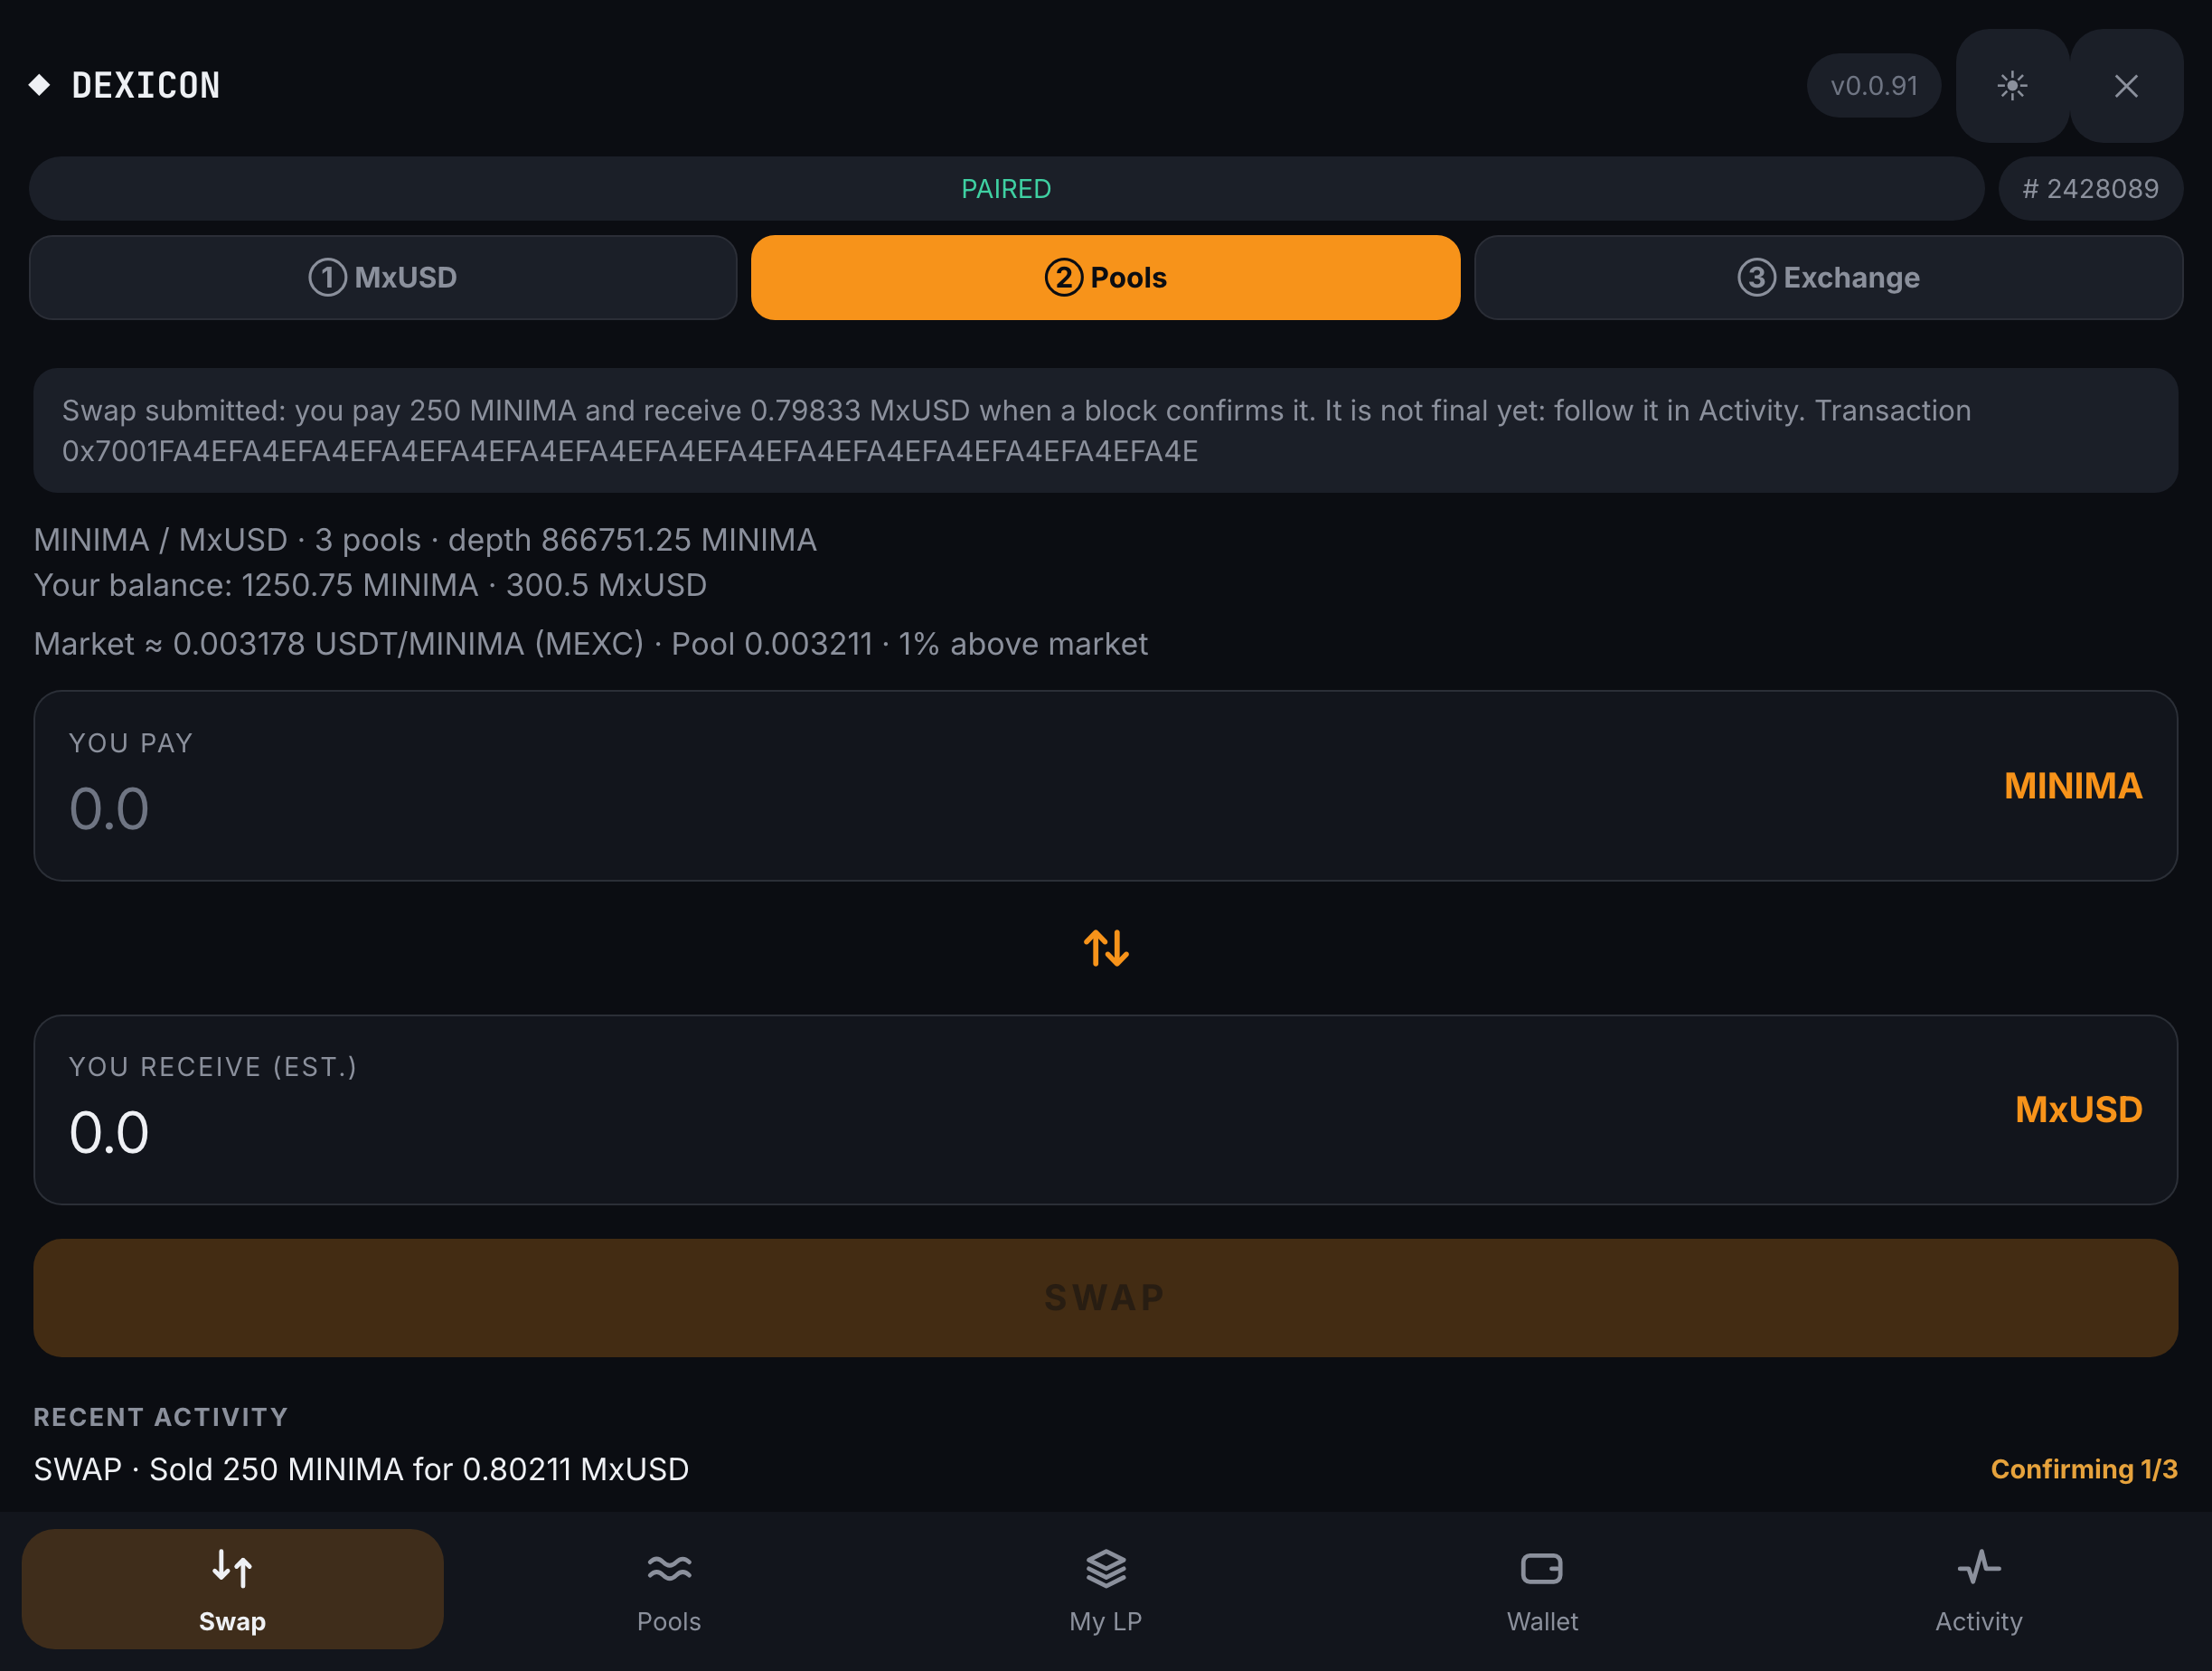 DEXICON
v0.0.91
PAIRED
# 2428089
1 MxUSD
2 Pools
3 Exchange
Swap submitted: you pay 250 MINIMA and receive 0.79833 MxUSD when a block confirms it. It is not final yet: follow it in Activity. Transaction
0x7001FA4EFA4EFA4EFA4EFA4EFA4EFA4EFA4EFA4EFA4EFA4EFA4EFA4EFA4EFA4E
MINIMA / MxUSD · 3 pools · depth 866751.25 MINIMA
Your balance: 1250.75 MINIMA · 300.5 MxUSD
Market ≈ 0.003178 USDT/MINIMA (MEXC) · Pool 0.003211 · 1% above market
YOU PAY
0.0
MINIMA
YOU RECEIVE (EST.)
0.0
MxUSD
SWAP
RECENT ACTIVITY
SWAP · Sold 250 MINIMA for 0.80211 MxUSD
Confirming 1/3
Swap
Pools
My LP
Wallet
Activity